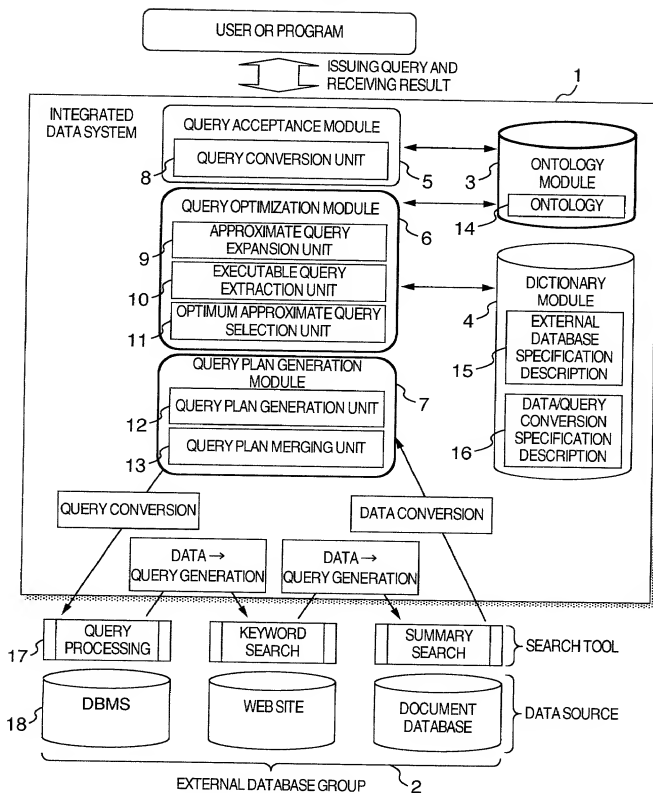 USER OR PROGRAM
ISSUING QUERY AND
RECEIVING RESULT
1
INTEGRATED
DATA SYSTEM
QUERY ACCEPTANCE MODULE
QUERY CONVERSION UNIT
8
5
3
ONTOLOGY
MODULE
ONTOLOGY
14
QUERY OPTIMIZATION MODULE
6
APPROXIMATE QUERY
EXPANSION UNIT
9
EXECUTABLE QUERY
EXTRACTION UNIT
10
OPTIMUM APPROXIMATE QUERY
SELECTION UNIT
11
DICTIONARY
MODULE
4
EXTERNAL
DATABASE
SPECIFICATION
DESCRIPTION
15
DATA/QUERY
CONVERSION
SPECIFICATION
DESCRIPTION
16
QUERY PLAN GENERATION
MODULE
7
QUERY PLAN GENERATION UNIT
12
QUERY PLAN MERGING UNIT
13
QUERY CONVERSION
DATA CONVERSION
DATA →
QUERY GENERATION
DATA →
QUERY GENERATION
17
QUERY
PROCESSING
KEYWORD
SEARCH
SUMMARY
SEARCH
SEARCH TOOL
18
DBMS
WEB SITE
DOCUMENT
DATABASE
DATA SOURCE
EXTERNAL DATABASE GROUP
2